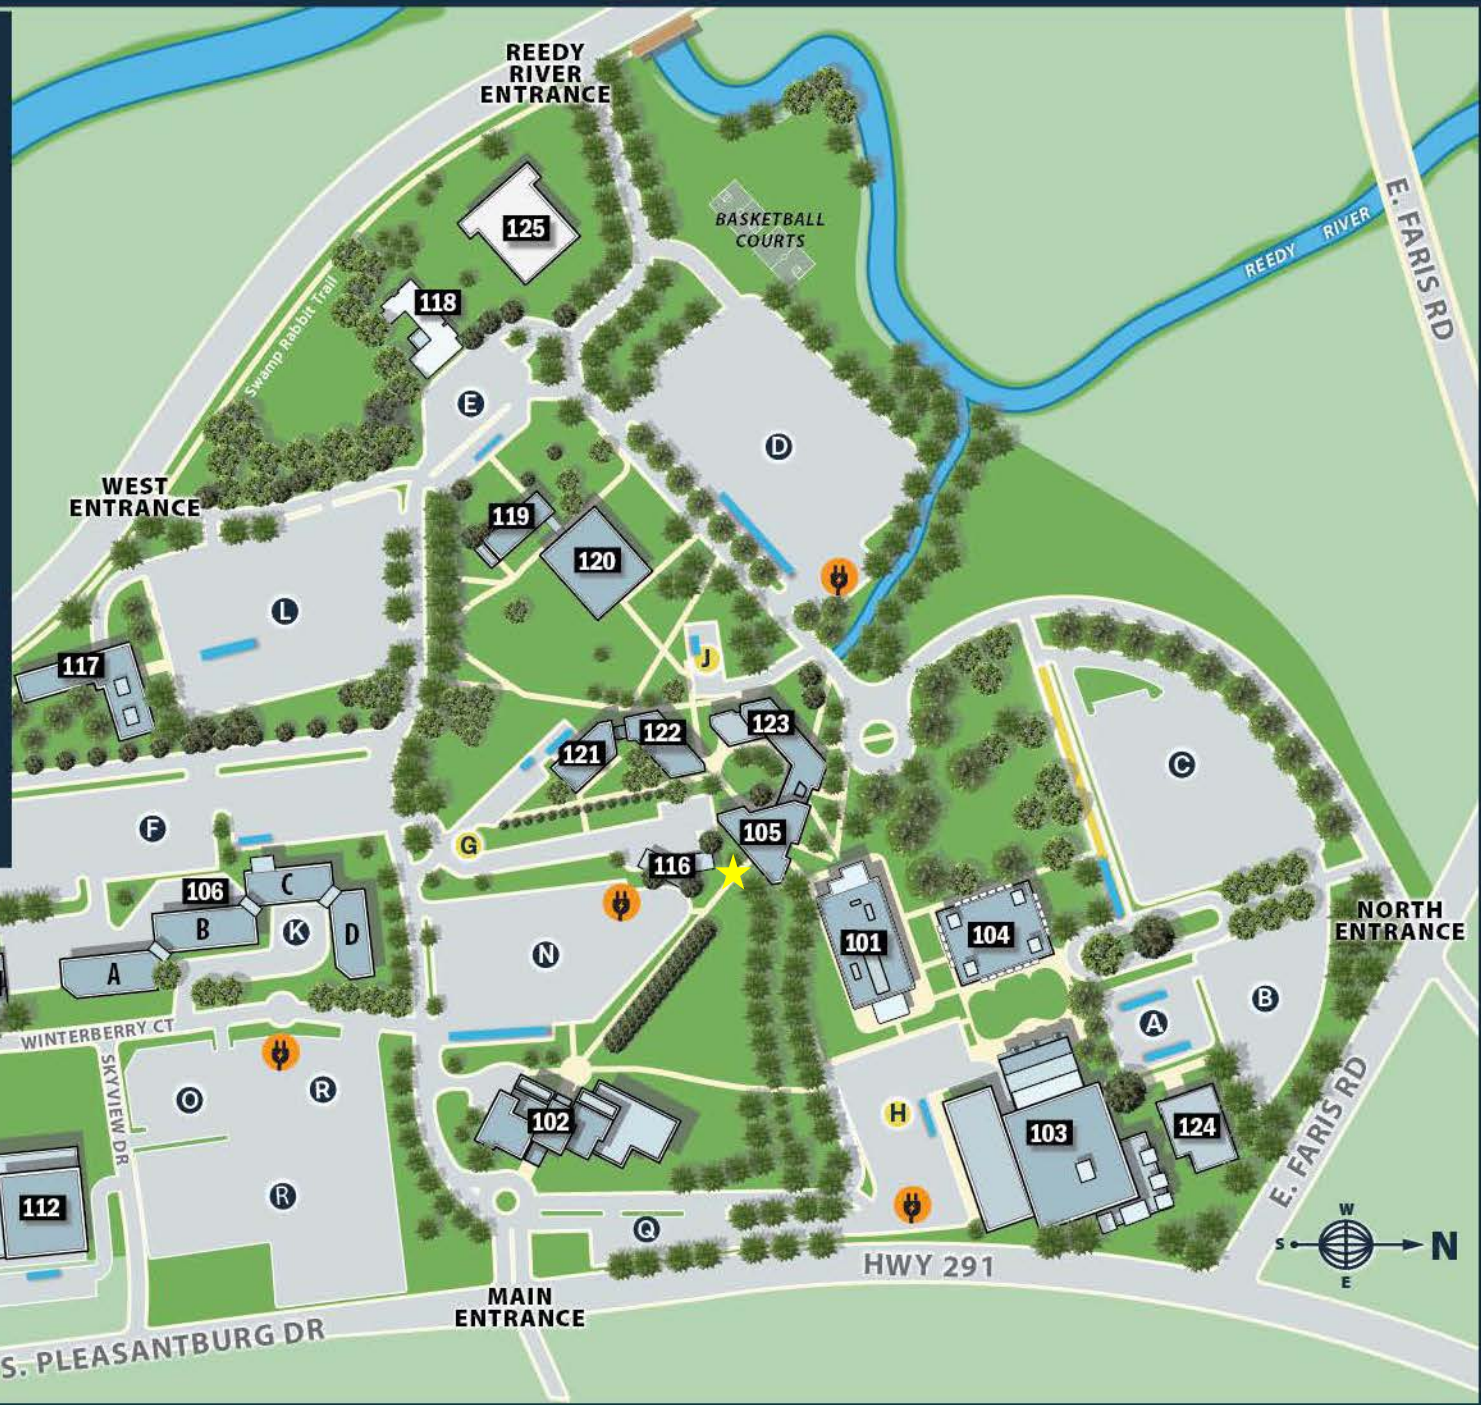 REEDY
RIVER
ENTRANCE
E. FARIS RD
125
BASKETBALL
COURTS
REEDY RIVER
118
Swamp Rabbit Trail
E
D
WEST
ENTRANCE
119
120
L
J
117
123
122
121
C
F
G
105
116
106
C
B
K
D
A
N
101
104
NORTH
ENTRANCE
B
A
WINTERBERRY CT
SKYVIEW DR
O
R
102
H
103
124
E. FARIS RD
112
R
Q
W
S
N
E
HWY 291
MAIN
ENTRANCE
S. PLEASANTBURG DR